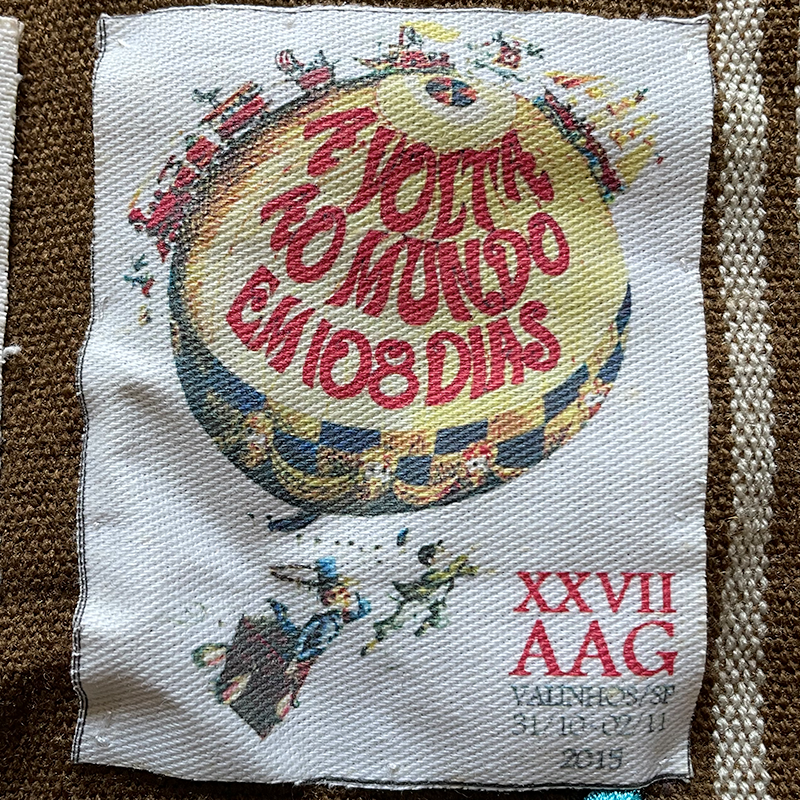 A VOLTA
AO MUNDO
EM 108 DIAS
XXVII
AAG
VALINHOS/SP
31/10-02/11
2015